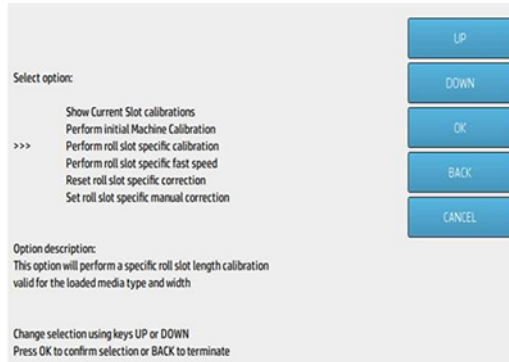 Select option:
Show Current Slot calibrations
Perform initial Machine Calibration
>>> Perform roll slot specific calibration
Perform roll slot specific fast speed
Reset roll slot specific correction
Set roll slot specific manual correction
Option description:
This option will perform a specific roll slot length calibration
valid for the loaded media type and width
Change selection using keys UP or DOWN
Press OK to confirm selection or BACK to terminate
UP
DOWN
OK
BACK
CANCEL